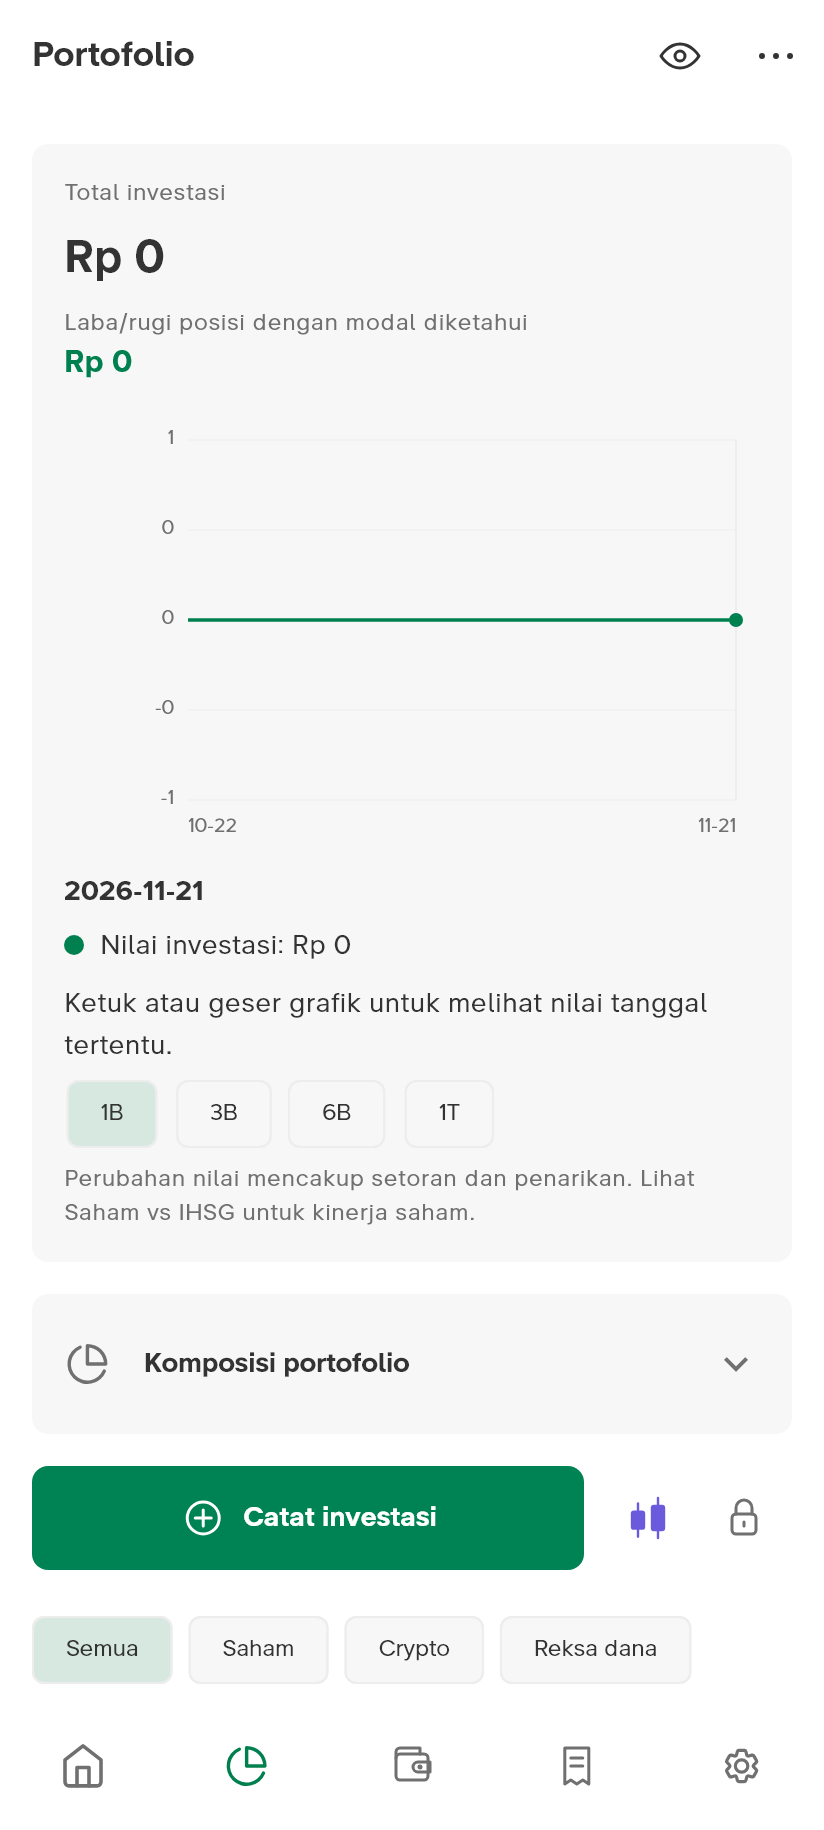 Portofolio
Total investasi
Rp 0
Laba/rugi posisi dengan modal diketahui
Rp 0
1
0
0
-0
-1
10-22
11-21
2026-11-21
Nilai investasi: Rp 0
Ketuk atau geser grafik untuk melihat nilai tanggal
tertentu.
1B
3B
6B
1T
Perubahan nilai mencakup setoran dan penarikan. Lihat
Saham vs IHSG untuk kinerja saham.
Komposisi portofolio
Catat investasi
Semua
Saham
Crypto
Reksa dana